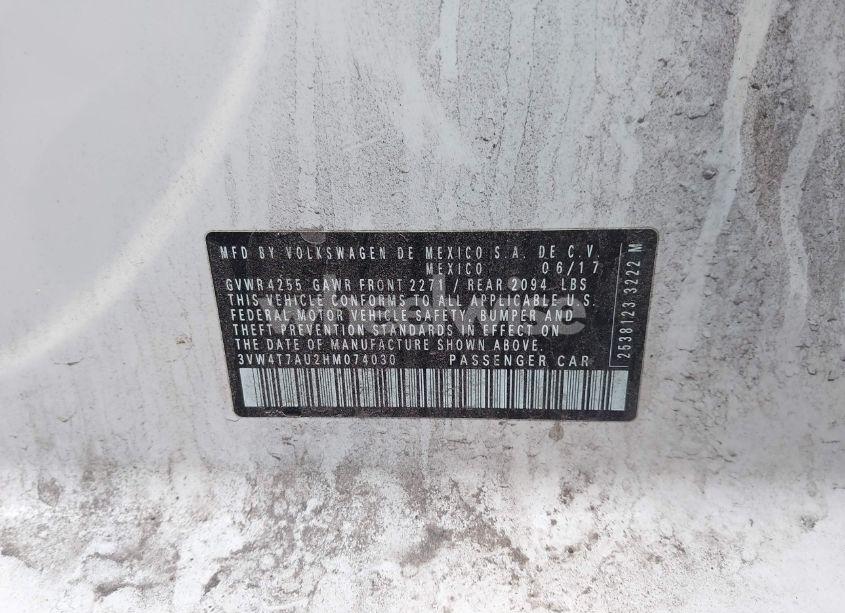 MFD BY VOLKSWAGEN DE MEXICO S.A. DE C.V.
MEXICO 06/17
GVWR 4255 GAWR FRONT 2271 / REAR 2094 LBS
THIS VEHICLE CONFORMS TO ALL APPLICABLE U.S.
FEDERAL MOTOR VEHICLE SAFETY, BUMPER AND
THEFT PREVENTION STANDARDS IN EFFECT ON
THE DATE OF MANUFACTURE SHOWN ABOVE.
3VW4T7AU2HM074030 PASSENGER CAR
2538123 3222 M